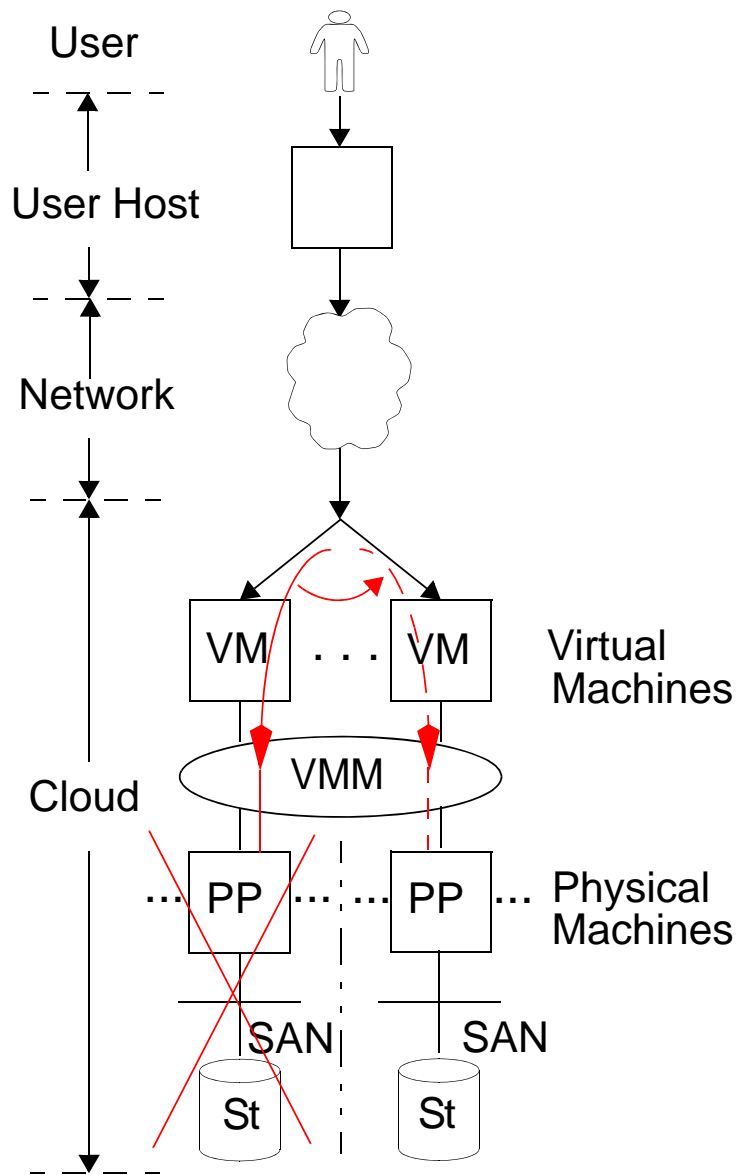 User
User Host
Network
VM . . . VM
Virtual
Machines
VMM
Cloud
... PP ... ... PP ...
Physical
Machines
SAN SAN
St St